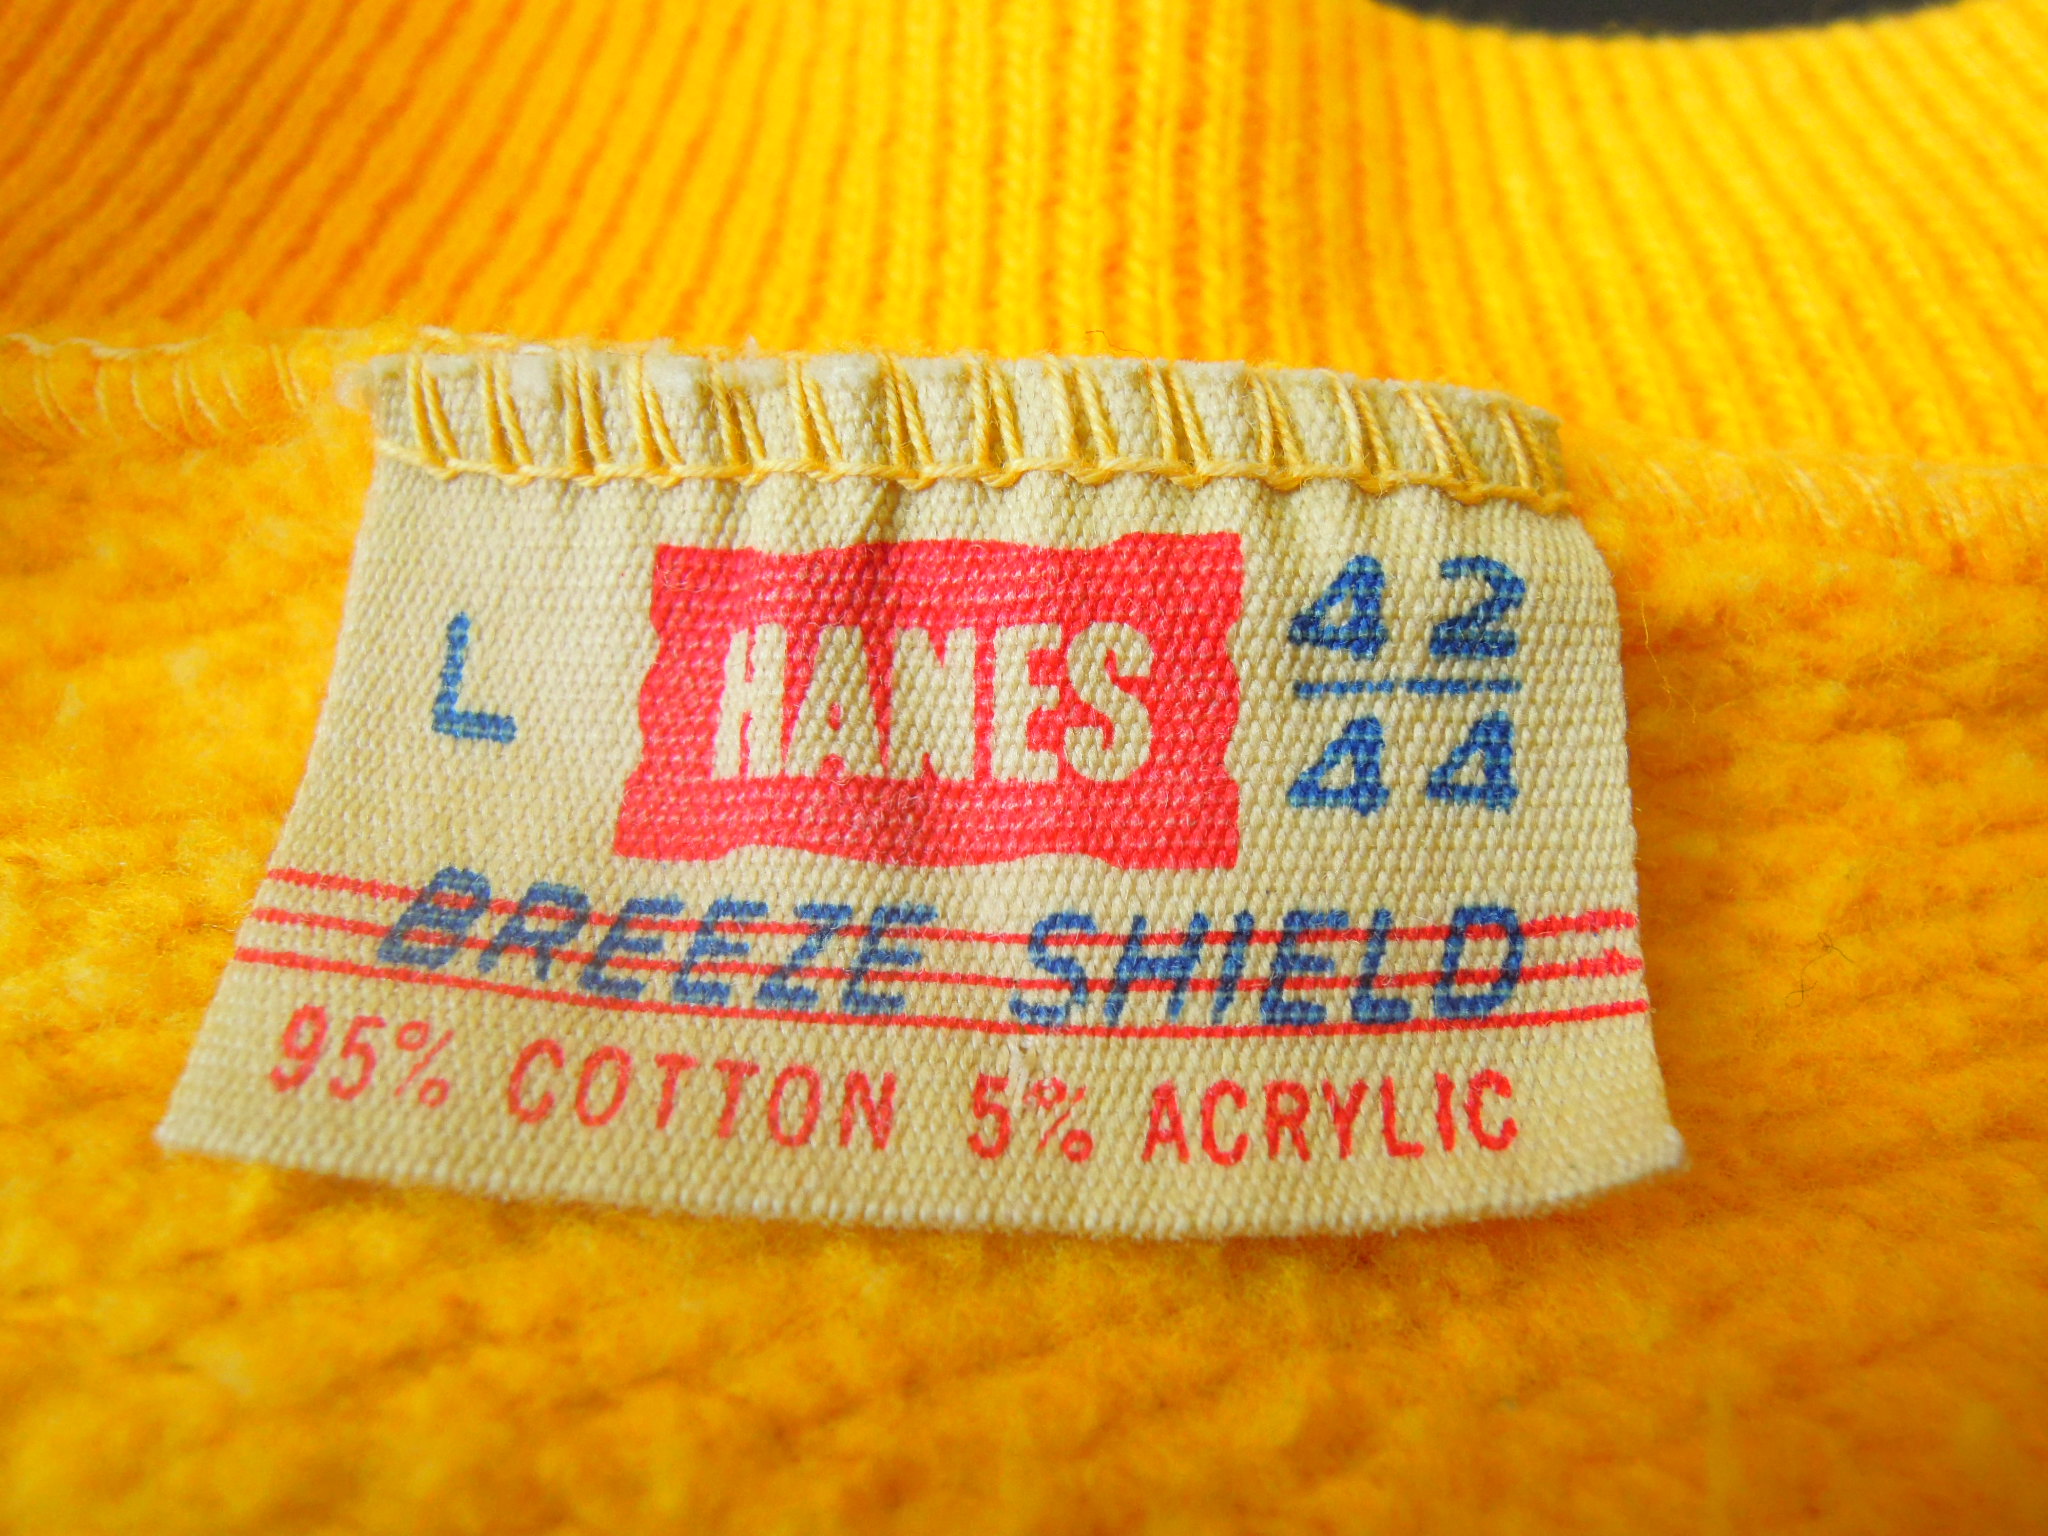 L
HANES
42
44
BREEZE SHIELD
95% COTTON 5% ACRYLIC